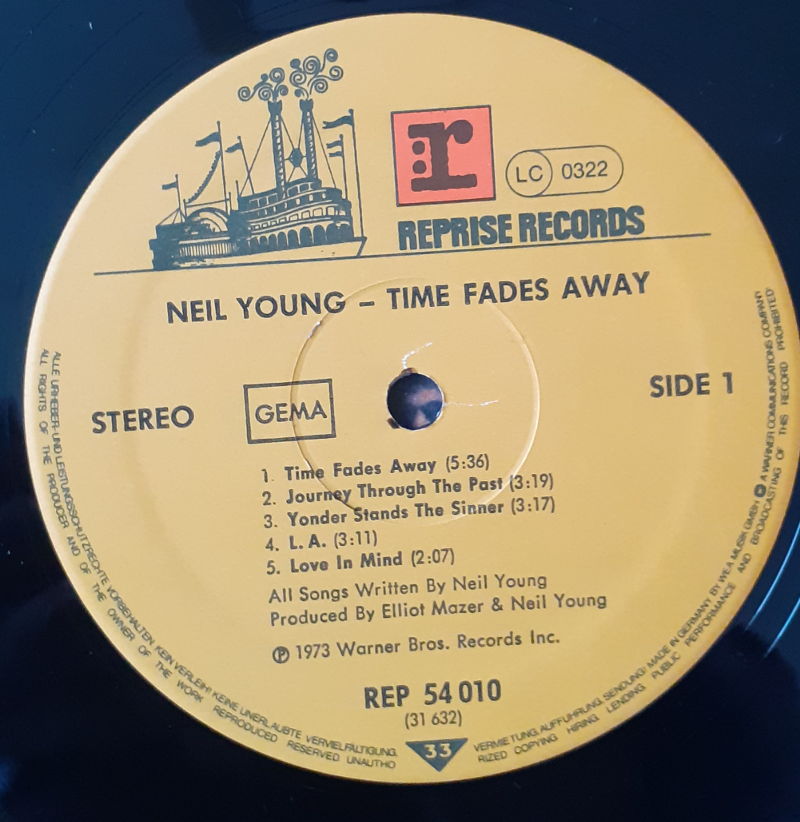 r
LC 0322
REPRISE RECORDS
NEIL YOUNG – TIME FADES AWAY
STEREO
GEMA
SIDE 1
1. Time Fades Away (5:36)
2. Journey Through The Past (3:19)
3. Yonder Stands The Sinner (3:17)
4. L.A. (3:11)
5. Love In Mind (2:07)
All Songs Written By Neil Young
Produced By Elliot Mazer & Neil Young
℗ 1973 Warner Bros. Records Inc.
REP 54 010
(31 632)
33
ALLE URHEBER- UND LEISTUNGSSCHUTZRECHTE VORBEHALTEN KEIN VERLEIH! KEINE UNERLAUBTE VERVIELFÄLTIGUNG, VERMIETUNG, AUFFÜHRUNG, SENDUNG! MADE IN GERMANY BY WEA MUSIK GMBH A WARNER COMMUNICATIONS COMPANY
ALL RIGHTS OF THE PRODUCER AND OF THE OWNER OF THE WORK REPRODUCED RESERVED UNAUTHORIZED COPYING HIRING, LENDING PUBLIC PERFORMANCE AND BROADCASTING OF THIS RECORD PROHIBITED